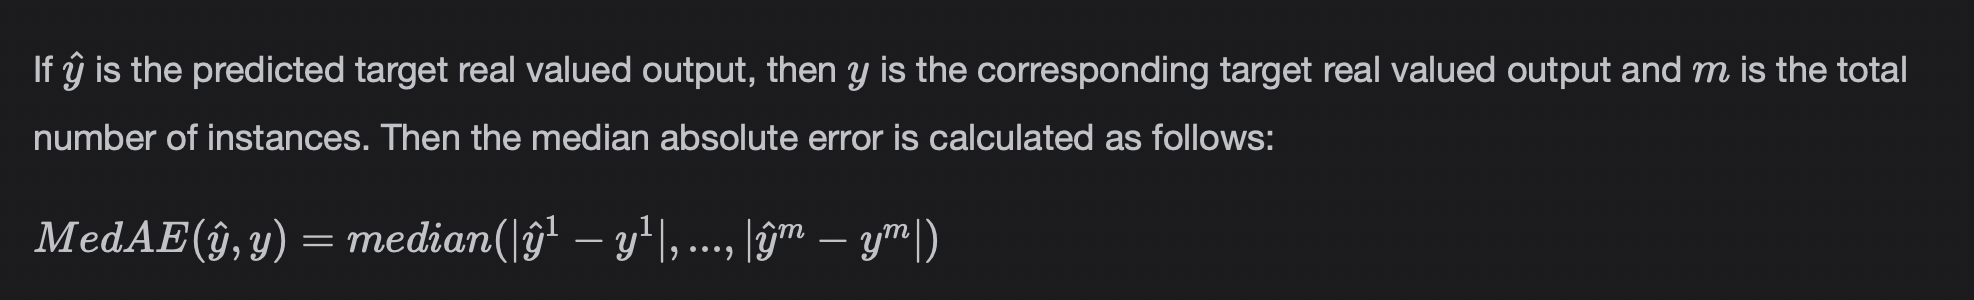 If ŷ is the predicted target real valued output, then y is the corresponding target real valued output and m is the total
number of instances. Then the median absolute error is calculated as follows:
MedAE(ŷ, y) = median(|ŷ¹ − y¹|, ..., |ŷᵐ − yᵐ|)